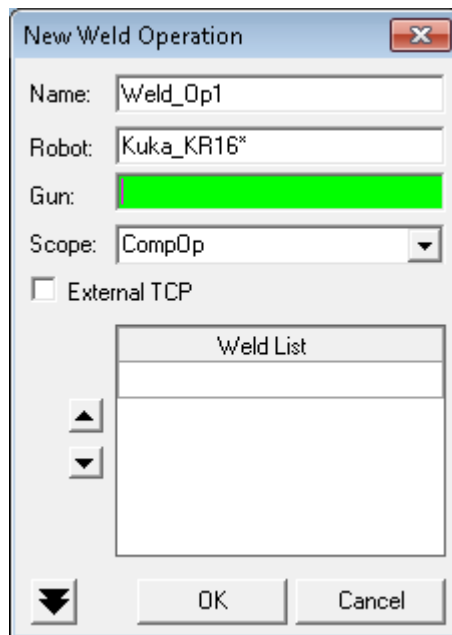 New Weld Operation
Name: Weld_Op1
Robot: Kuka_KR16*
Gun:
Scope: CompOp
External TCP
Weld List
OK Cancel